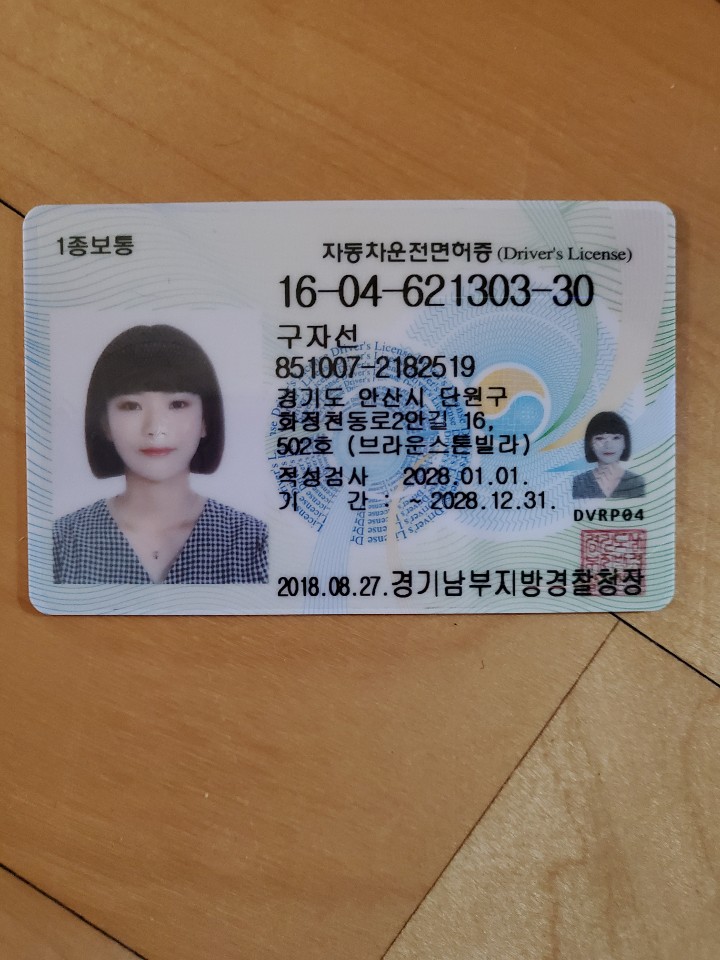 1종보통
자동차운전면허증 (Driver's License)
16-04-621303-30
구자선
851007-2182519
경기도 안산시 단원구
화정천동로2안길 16,
502호 (브라운스톤빌라)
적성검사 2028.01.01.
기 간 : ~ 2028.12.31.
DVRP04
2018.08.27.경기남부지방경찰청장